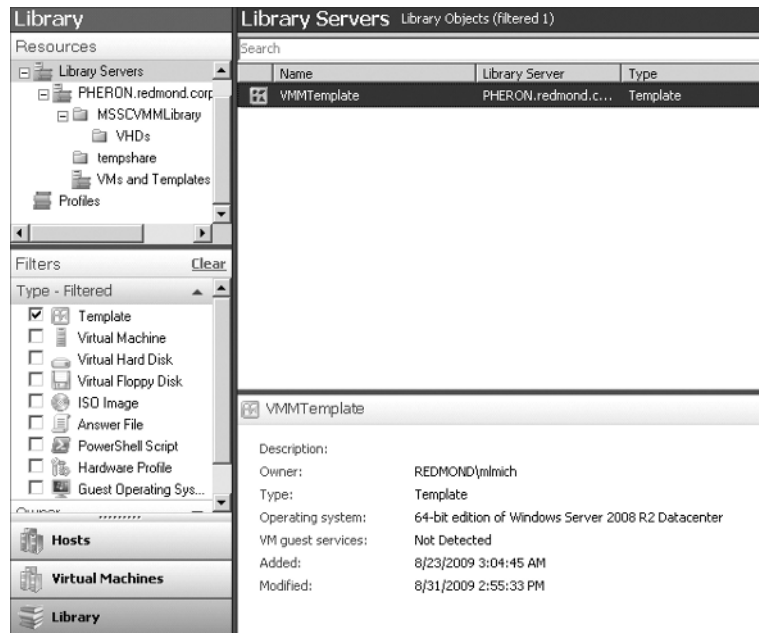 Library
Resources
Library Servers
PHERON.redmond.corp
MSSCVMMLibrary
VHDs
tempshare
VMs and Templates
Profiles
Filters
Clear
Type - Filtered
Template
Virtual Machine
Virtual Hard Disk
Virtual Floppy Disk
ISO Image
Answer File
PowerShell Script
Hardware Profile
Guest Operating Sys...
Hosts
Virtual Machines
Library
Library Servers Library Objects (filtered 1)
Search
Name Library Server Type
VMMTemplate PHERON.redmond.c... Template
VMMTemplate
Description:
Owner: REDMOND\mlmich
Type: Template
Operating system: 64-bit edition of Windows Server 2008 R2 Datacenter
VM guest services: Not Detected
Added: 8/23/2009 3:04:45 AM
Modified: 8/31/2009 2:55:33 PM